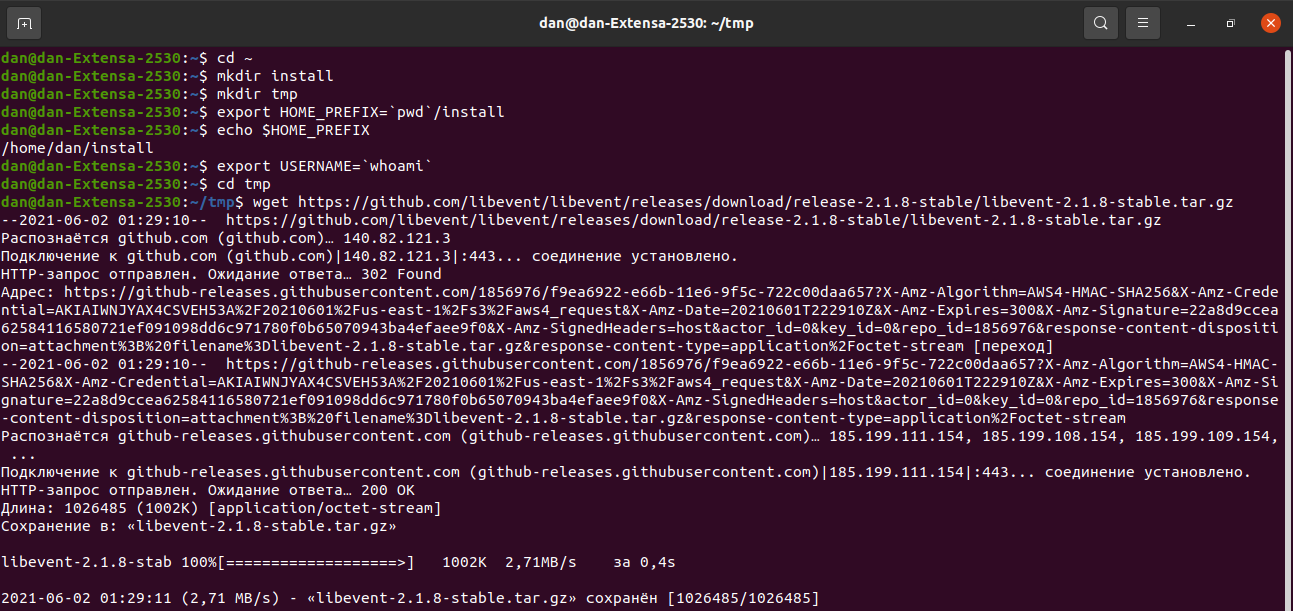 dan@dan-Extensa-2530: ~/tmp
dan@dan-Extensa-2530:~$ cd ~
dan@dan-Extensa-2530:~$ mkdir install
dan@dan-Extensa-2530:~$ mkdir tmp
dan@dan-Extensa-2530:~$ export HOME_PREFIX=`pwd`/install
dan@dan-Extensa-2530:~$ echo $HOME_PREFIX
/home/dan/install
dan@dan-Extensa-2530:~$ export USERNAME=`whoami`
dan@dan-Extensa-2530:~$ cd tmp
dan@dan-Extensa-2530:~/tmp$ wget https://github.com/libevent/libevent/releases/download/release-2.1.8-stable/libevent-2.1.8-stable.tar.gz
--2021-06-02 01:29:10--  https://github.com/libevent/libevent/releases/download/release-2.1.8-stable/libevent-2.1.8-stable.tar.gz
Распознаётся github.com (github.com)… 140.82.121.3
Подключение к github.com (github.com)|140.82.121.3|:443... соединение установлено.
HTTP-запрос отправлен. Ожидание ответа… 302 Found
Адрес: https://github-releases.githubusercontent.com/1856976/f9ea6922-e66b-11e6-9f5c-722c00daa657?X-Amz-Algorithm=AWS4-HMAC-SHA256&X-Amz-Crede
ntial=AKIAIWNJYAX4CSVEH53A%2F20210601%2Fus-east-1%2Fs3%2Faws4_request&X-Amz-Date=20210601T222910Z&X-Amz-Expires=300&X-Amz-Signature=22a8d9ccea
62584116580721ef091098dd6c971780f0b65070943ba4efaee9f0&X-Amz-SignedHeaders=host&actor_id=0&key_id=0&repo_id=1856976&response-content-dispositi
on=attachment%3B%20filename%3Dlibevent-2.1.8-stable.tar.gz&response-content-type=application%2Foctet-stream [переход]
--2021-06-02 01:29:10--  https://github-releases.githubusercontent.com/1856976/f9ea6922-e66b-11e6-9f5c-722c00daa657?X-Amz-Algorithm=AWS4-HMAC-
SHA256&X-Amz-Credential=AKIAIWNJYAX4CSVEH53A%2F20210601%2Fus-east-1%2Fs3%2Faws4_request&X-Amz-Date=20210601T222910Z&X-Amz-Expires=300&X-Amz-Si
gnature=22a8d9ccea62584116580721ef091098dd6c971780f0b65070943ba4efaee9f0&X-Amz-SignedHeaders=host&actor_id=0&key_id=0&repo_id=1856976&response
-content-disposition=attachment%3B%20filename%3Dlibevent-2.1.8-stable.tar.gz&response-content-type=application%2Foctet-stream
Распознаётся github-releases.githubusercontent.com (github-releases.githubusercontent.com)… 185.199.111.154, 185.199.108.154, 185.199.109.154,
 ...
Подключение к github-releases.githubusercontent.com (github-releases.githubusercontent.com)|185.199.111.154|:443... соединение установлено.
HTTP-запрос отправлен. Ожидание ответа… 200 OK
Длина: 1026485 (1002K) [application/octet-stream]
Сохранение в: «libevent-2.1.8-stable.tar.gz»
libevent-2.1.8-stab 100%[===================>]   1002K  2,71MB/s    за 0,4s
2021-06-02 01:29:11 (2,71 MB/s) - «libevent-2.1.8-stable.tar.gz» сохранён [1026485/1026485]